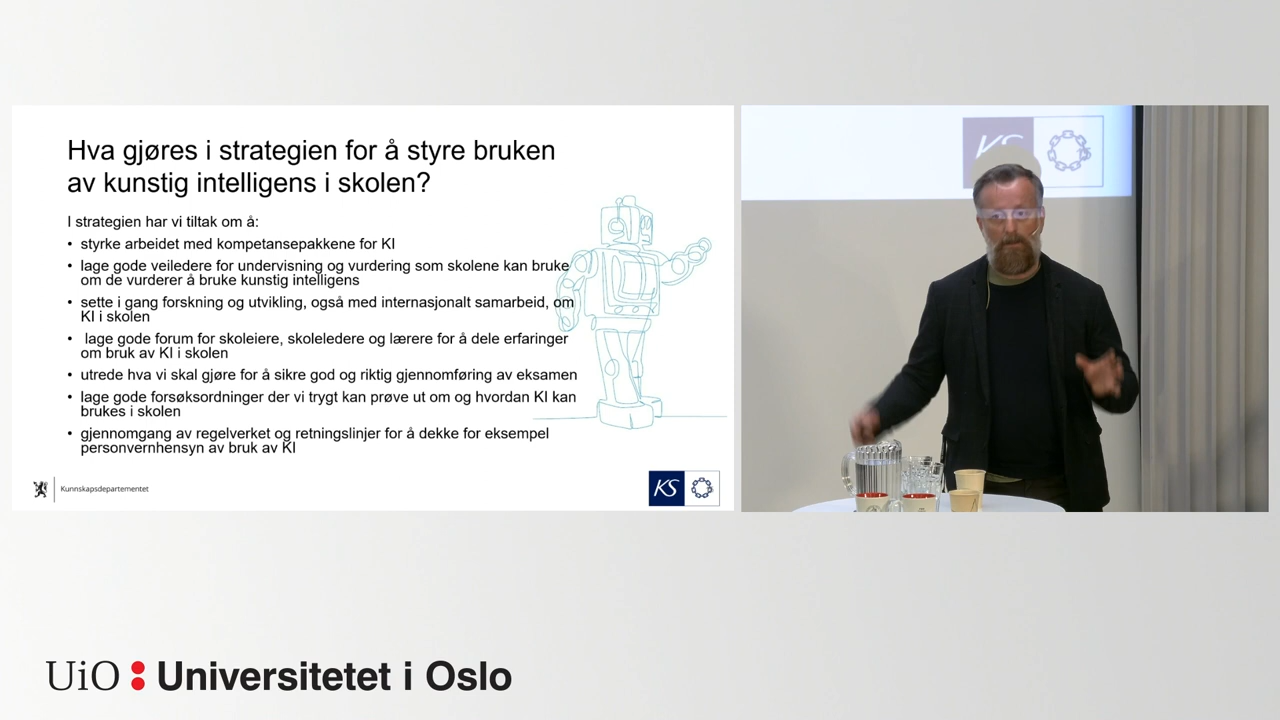 Hva gjøres i strategien for å styre bruken
av kunstig intelligens i skolen?
I strategien har vi tiltak om å:
• styrke arbeidet med kompetansepakkene for KI
• lage gode veiledere for undervisning og vurdering som skolene kan bruke
om de vurderer å bruke kunstig intelligens
• sette i gang forskning og utvikling, også med internasjonalt samarbeid, om
KI i skolen
• lage gode forum for skoleiere, skoleledere og lærere for å dele erfaringer
om bruk av KI i skolen
• utrede hva vi skal gjøre for å sikre god og riktig gjennomføring av eksamen
• lage gode forsøksordninger der vi trygt kan prøve ut om og hvordan KI kan
brukes i skolen
• gjennomgang av regelverket og retningslinjer for å dekke for eksempel
personvernhensyn av bruk av KI
Kunnskapsdepartementet
KS
KS
UiO : Universitetet i Oslo